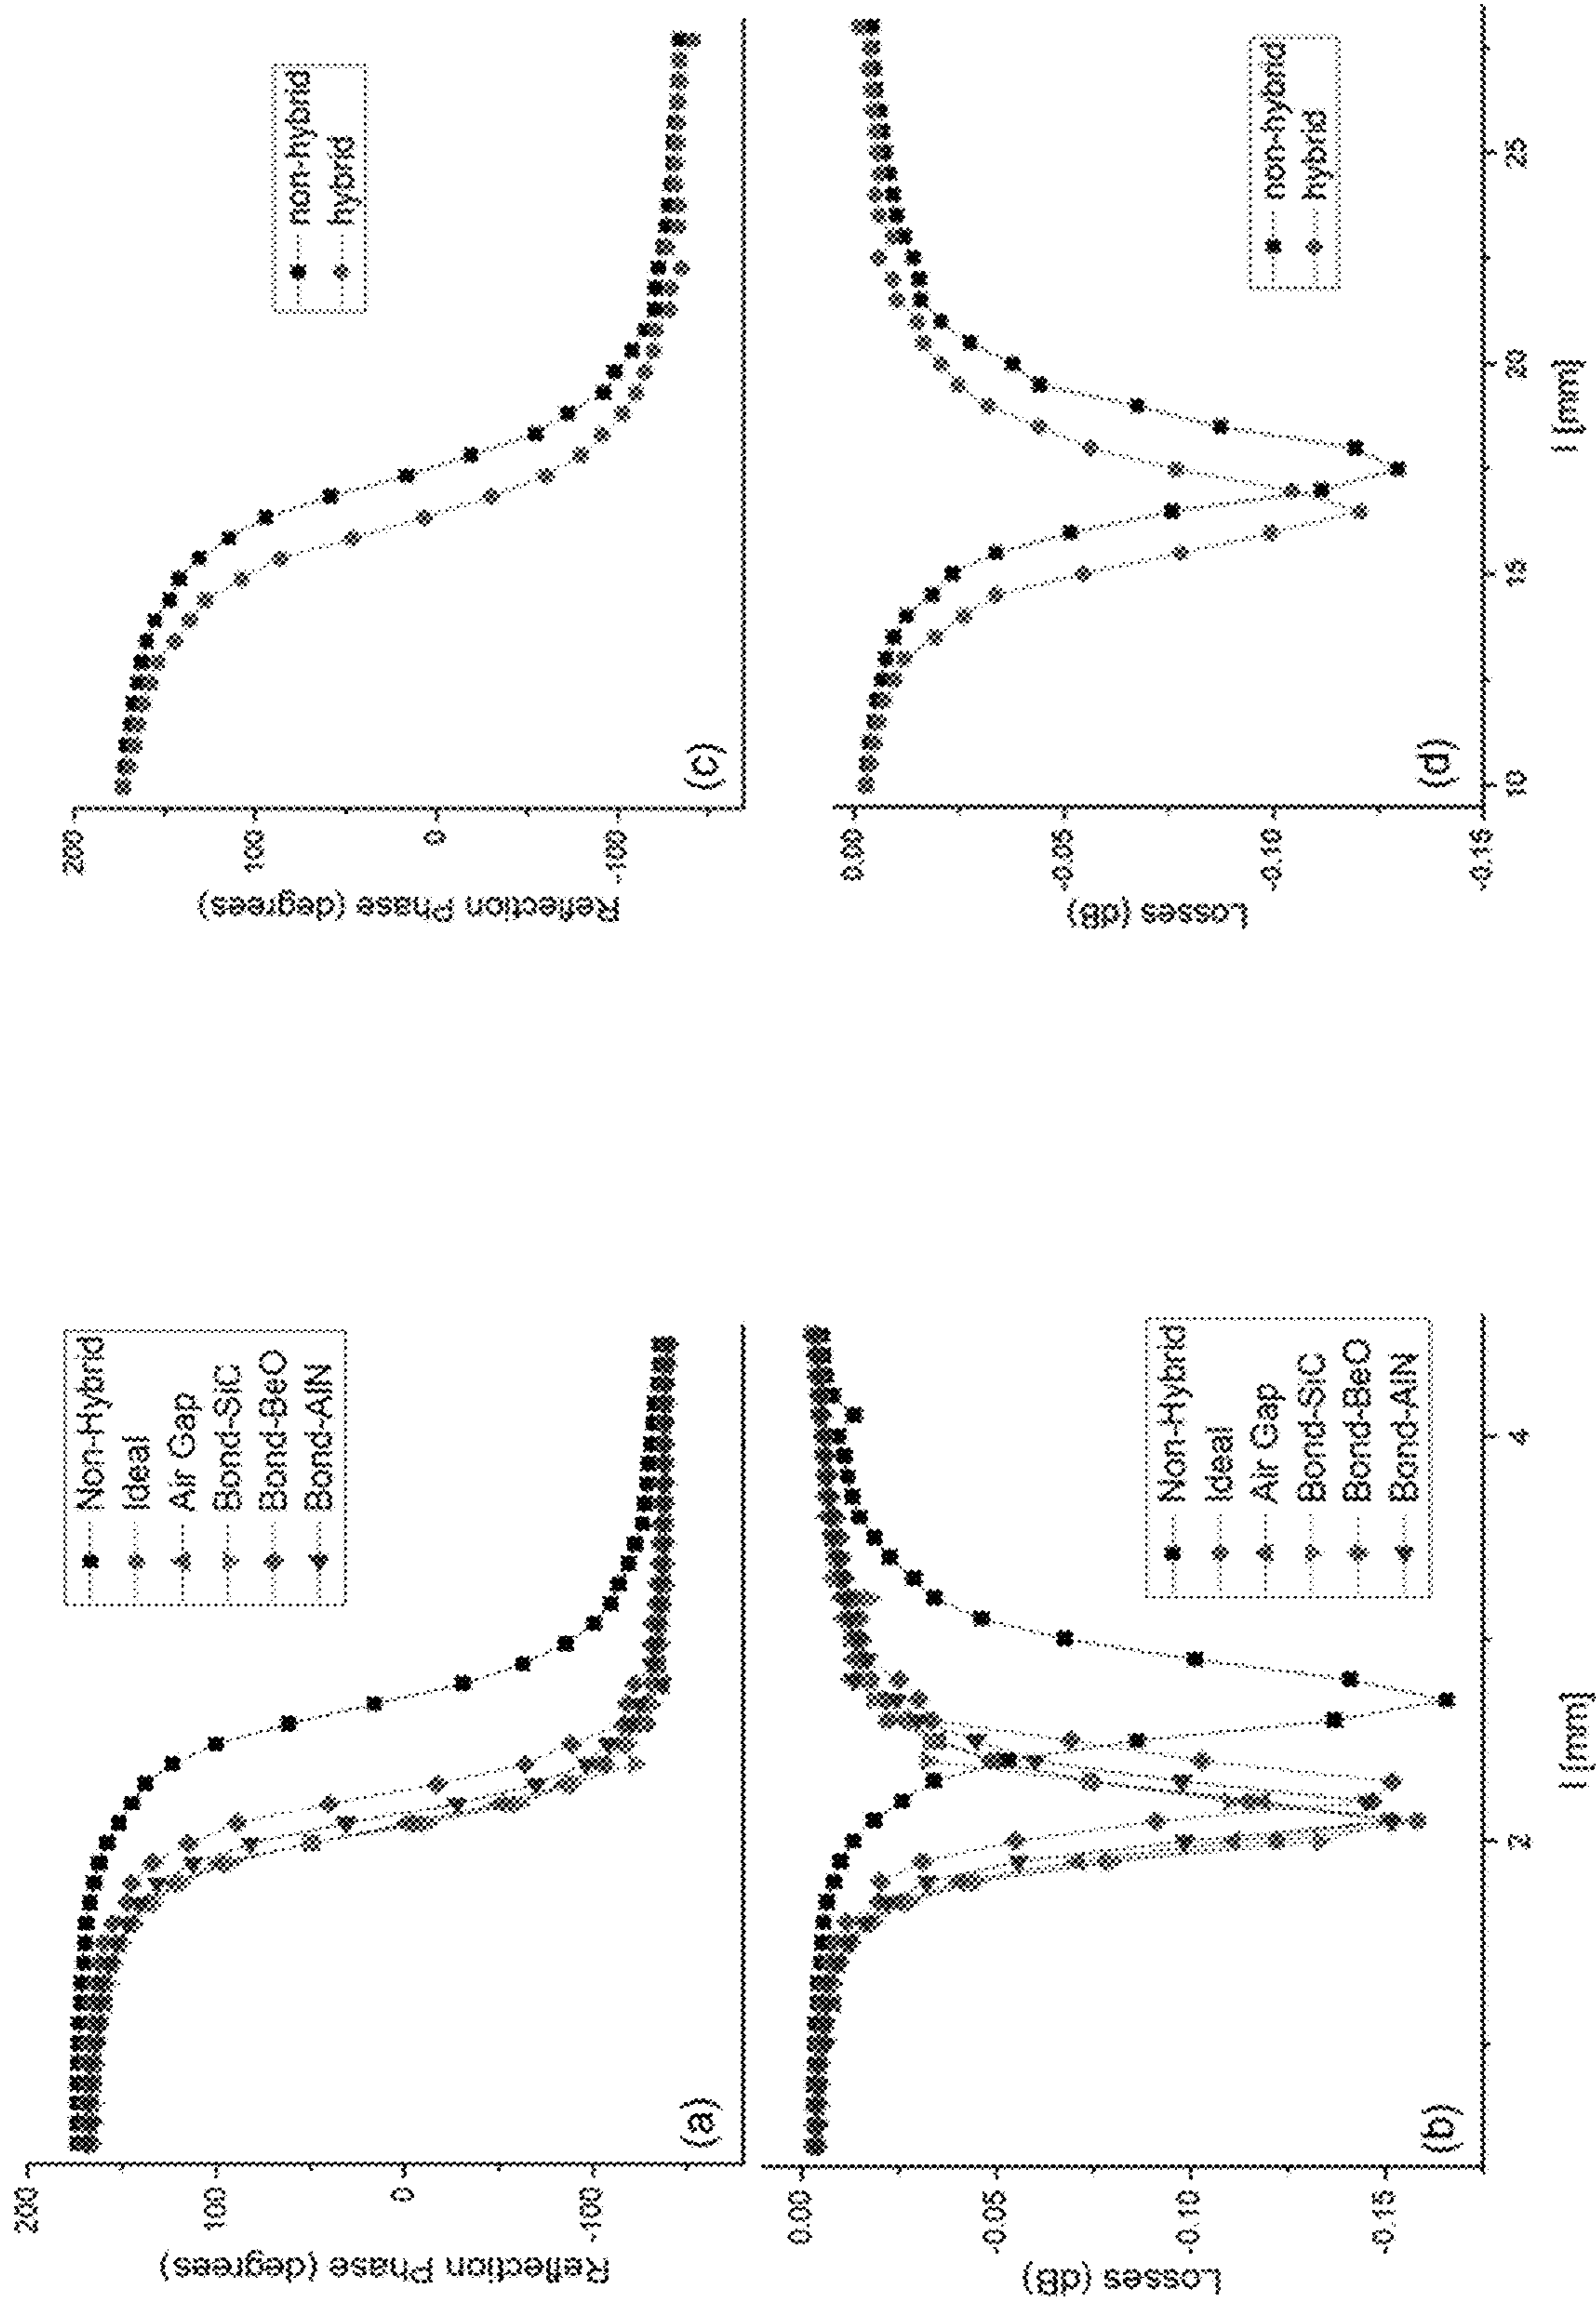 200
100
0
-100
Reflection Phase (degrees)
Non-Hybrid
Ideal
Air Gap
Bond-SiC
Bond-BeO
Bond-AlN
(a)
0.00
-0.05
-0.10
-0.15
Losses (dB)
Non-Hybrid
Ideal
Air Gap
Bond-SiC
Bond-BeO
Bond-AlN
(b)
2
4
l [mm]
200
100
0
-100
Reflection Phase (degrees)
non-hybrid
hybrid
(c)
0.00
-0.05
-0.10
-0.15
Losses (dB)
non-hybrid
hybrid
(d)
10
15
20
25
l [mm]